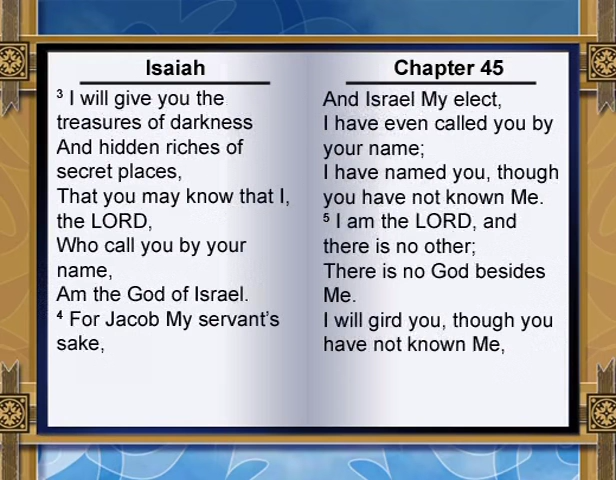 Isaiah
³ I will give you the
treasures of darkness
And hidden riches of
secret places,
That you may know that I,
the LORD,
Who call you by your
name,
Am the God of Israel.
⁴ For Jacob My servant’s
sake,
Chapter 45
And Israel My elect,
I have even called you by
your name;
I have named you, though
you have not known Me.
⁵ I am the LORD, and
there is no other;
There is no God besides
Me.
I will gird you, though you
have not known Me,